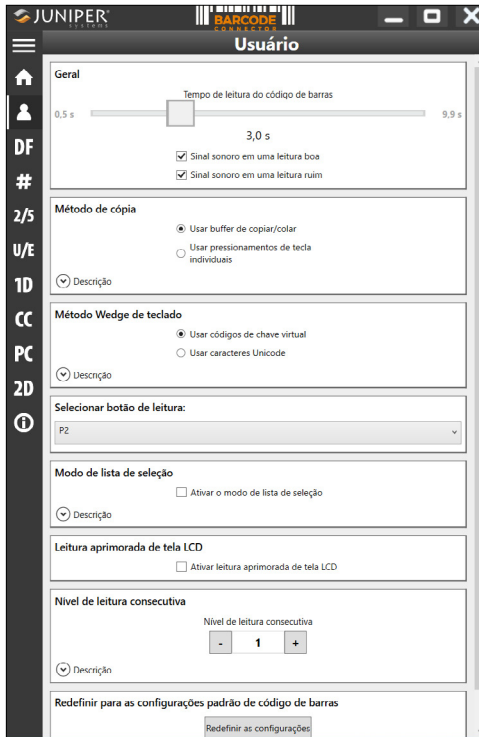 JUNIPER
systems
BARCODE
CONNECTOR
Usuário
Geral
Tempo de leitura do código de barras
0,5 s
9,9 s
3,0 s
Sinal sonoro em uma leitura boa
Sinal sonoro em uma leitura ruim
DF
#
2/5
U/E
1D
CC
PC
2D
Método de cópia
Usar buffer de copiar/colar
Usar pressionamentos de tecla
individuais
Descrição
Método Wedge de teclado
Usar códigos de chave virtual
Usar caracteres Unicode
Descrição
Selecionar botão de leitura:
P2
Modo de lista de seleção
Ativar o modo de lista de seleção
Descrição
Leitura aprimorada de tela LCD
Ativar leitura aprimorada de tela LCD
Nível de leitura consecutiva
Nível de leitura consecutiva
- 1 +
Descrição
Redefinir para as configurações padrão de código de barras
Redefinir as configurações